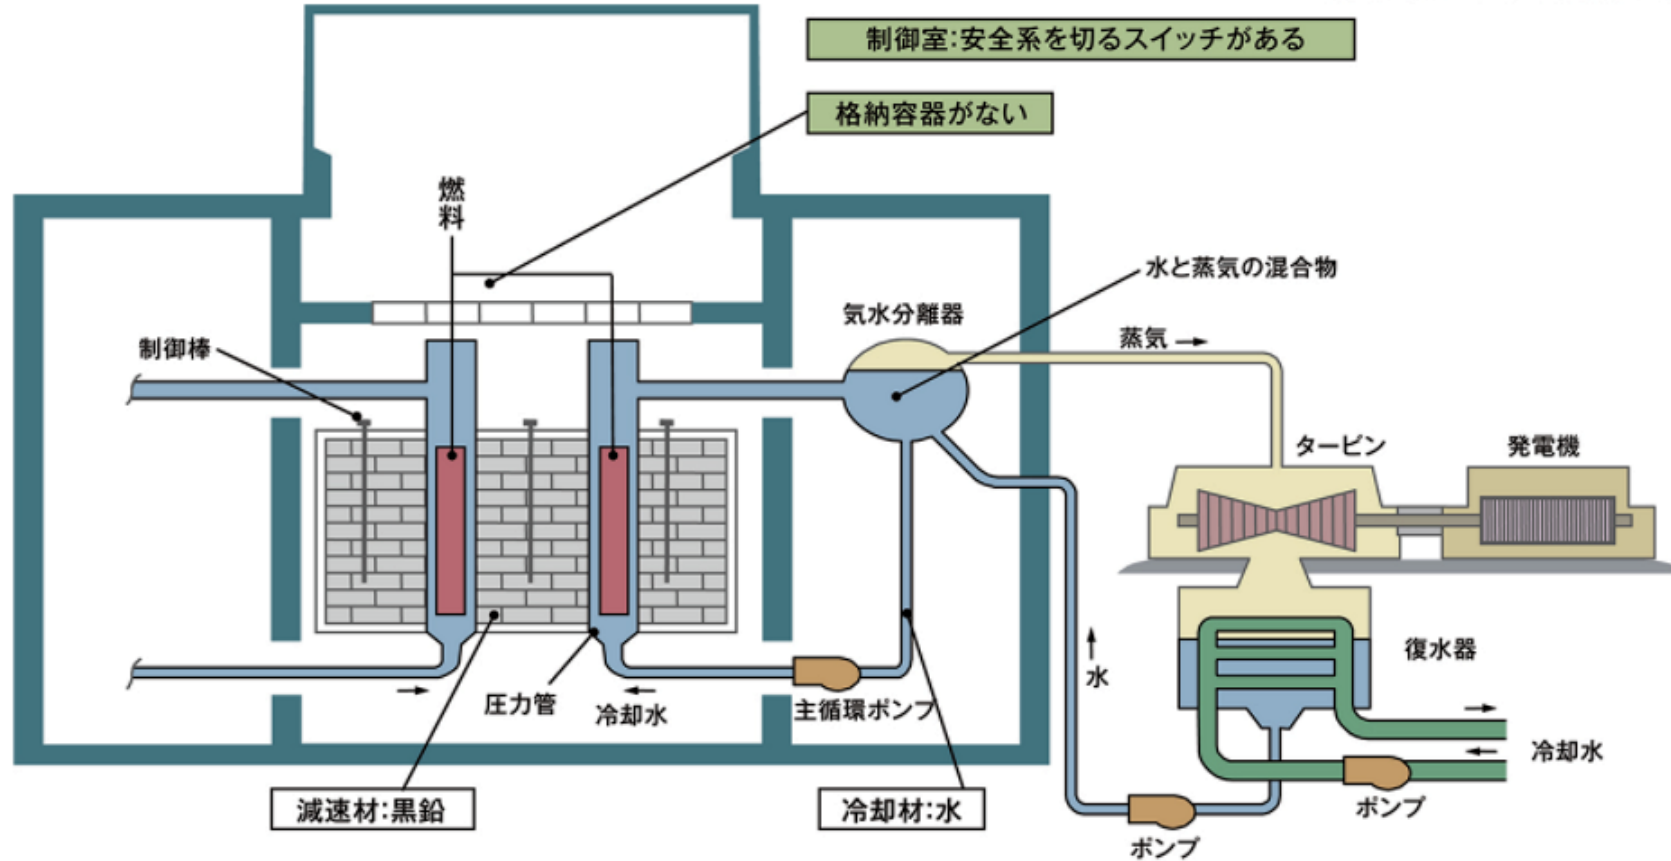 制御室:安全系を切るスイッチがある
格納容器がない
燃料
水と蒸気の混合物
気水分離器
蒸気
制御棒
タービン
発電機
復水器
水
圧力管
冷却水
主循環ポンプ
冷却水
減速材:黒鉛
冷却材:水
ポンプ
ポンプ